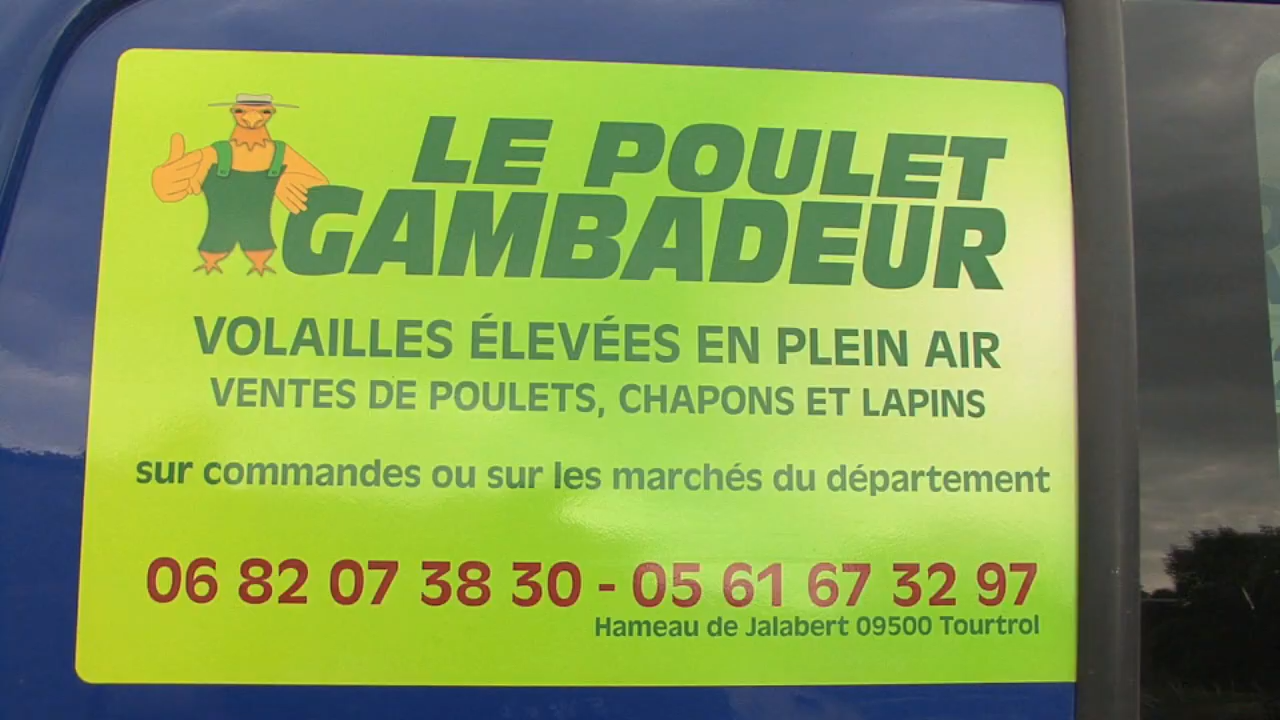 LE POULET
GAMBADEUR
VOLAILLES ÉLEVÉES EN PLEIN AIR
VENTES DE POULETS, CHAPONS ET LAPINS
sur commandes ou sur les marchés du département
06 82 07 38 30 - 05 61 67 32 97
Hameau de Jalabert 09500 Tourtrol